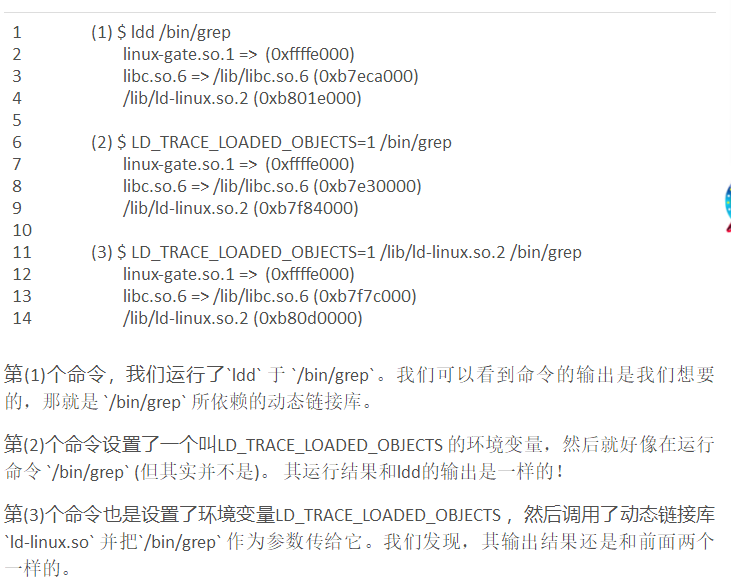 1 (1) $ ldd /bin/grep
2 linux-gate.so.1 => (0xffffe000)
3 libc.so.6 => /lib/libc.so.6 (0xb7eca000)
4 /lib/ld-linux.so.2 (0xb801e000)
5
6 (2) $ LD_TRACE_LOADED_OBJECTS=1 /bin/grep
7 linux-gate.so.1 => (0xffffe000)
8 libc.so.6 => /lib/libc.so.6 (0xb7e30000)
9 /lib/ld-linux.so.2 (0xb7f84000)
10
11 (3) $ LD_TRACE_LOADED_OBJECTS=1 /lib/ld-linux.so.2 /bin/grep
12 linux-gate.so.1 => (0xffffe000)
13 libc.so.6 => /lib/libc.so.6 (0xb7f7c000)
14 /lib/ld-linux.so.2 (0xb80d0000)
第(1)个命令，我们运行了`ldd` 于 `/bin/grep`。我们可以看到命令的输出是我们想要
的，那就是 `/bin/grep` 所依赖的动态链接库。
第(2)个命令设置了一个叫LD_TRACE_LOADED_OBJECTS 的环境变量，然后就好像在运行
命令 `/bin/grep` (但其实并不是)。 其运行结果和ldd的输出是一样的！
第(3)个命令也是设置了环境变量LD_TRACE_LOADED_OBJECTS ，然后调用了动态链接库
`ld-linux.so` 并把`/bin/grep` 作为参数传给它。我们发现，其输出结果还是和前面两个
一样的。